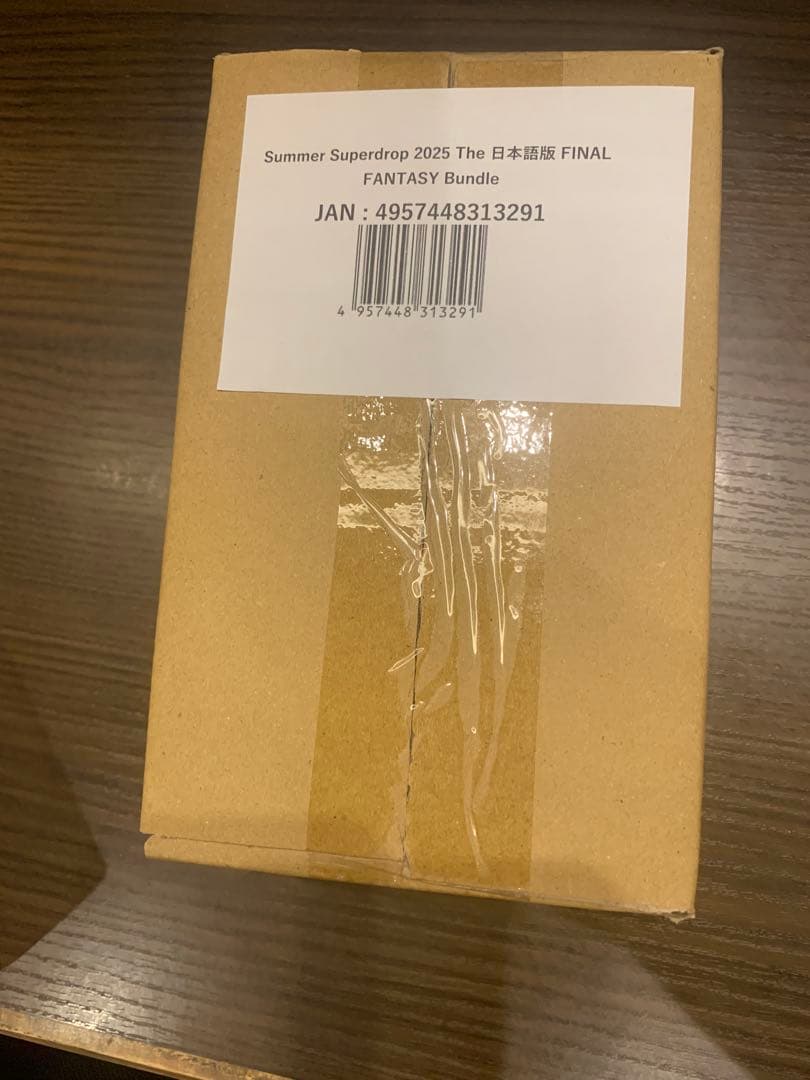 Summer Superdrop 2025 The 日本語版 FINAL
FANTASY Bundle
JAN : 4957448313291
4 957448 313291